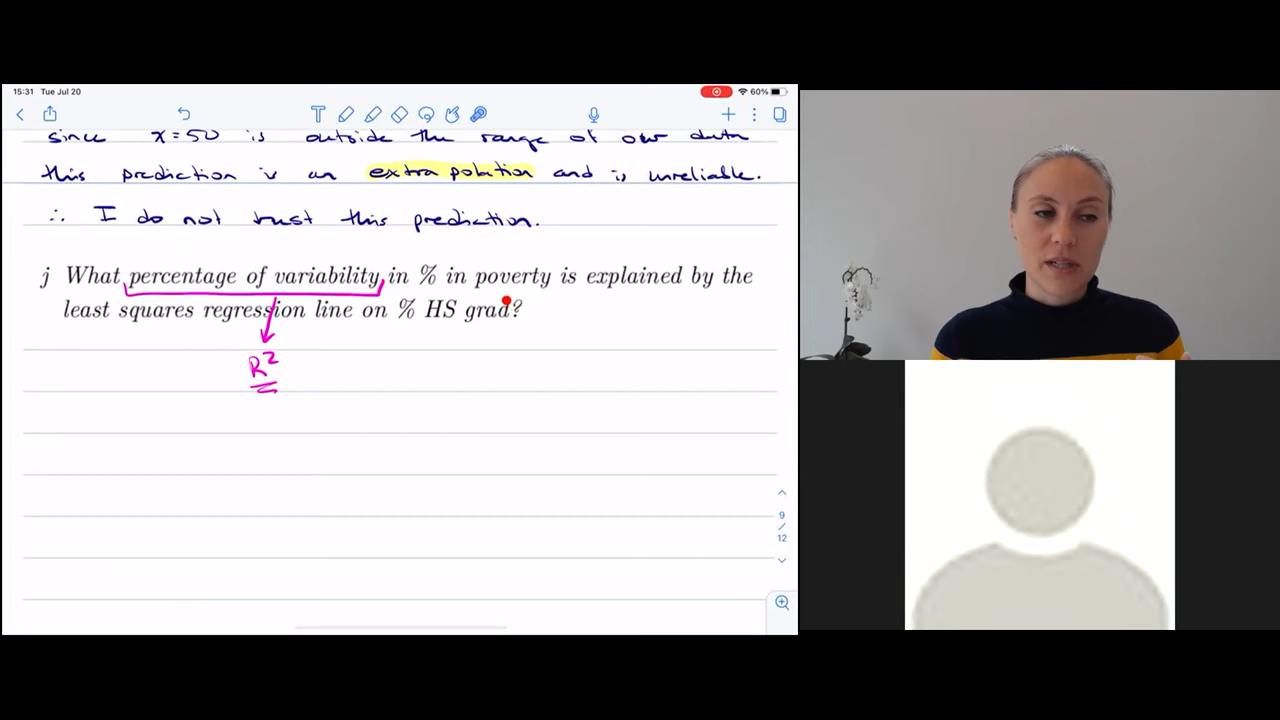 15:31 Tue Jul 20
60%
since x=50 is outside the range of our data
this prediction is an extrapolation and is unreliable.
∴ I do not trust this prediction.
j What percentage of variability in % in poverty is explained by the
least squares regression line on % HS grad?
R²
9
/
12